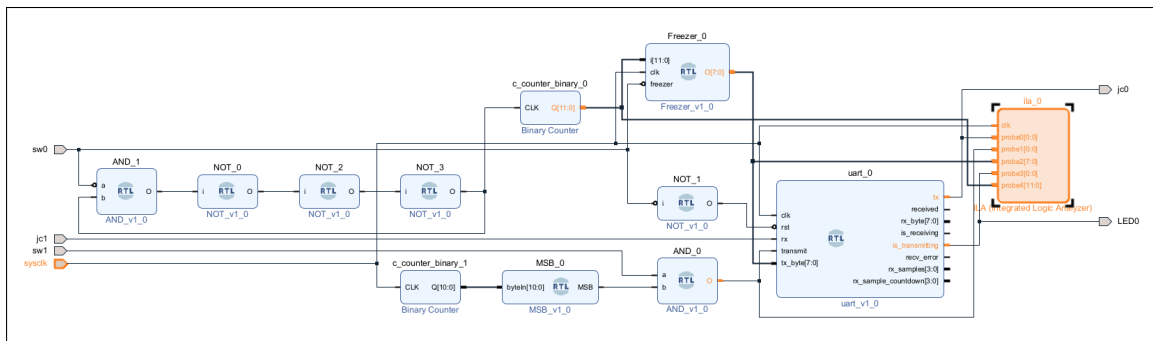 Freezer_0
i[11:0]
clk
freezer
RTL
O[7:0]
Freezer_v1_0
c_counter_binary_0
CLK
Q[11:0]
Binary Counter
jc0
ila_0
clk
probe0[0:0]
probe1[0:0]
probe2[7:0]
probe3[0:0]
probe4[11:0]
ILA (Integrated Logic Analyzer)
sw0
AND_1
a
b
RTL
O
AND_v1_0
NOT_0
i
RTL
O
NOT_v1_0
NOT_2
i
RTL
O
NOT_v1_0
NOT_3
i
RTL
O
NOT_v1_0
NOT_1
i
RTL
O
NOT_v1_0
uart_0
clk
rst
rx
transmit
tx_byte[7:0]
RTL
tx
received
rx_byte[7:0]
is_receiving
is_transmitting
recv_error
rx_samples[3:0]
rx_sample_countdown[3:0]
uart_v1_0
LED0
jc1
sw1
sysclk
c_counter_binary_1
CLK
Q[10:0]
Binary Counter
MSB_0
byteIn[10:0]
RTL
MSB
MSB_v1_0
AND_0
a
b
RTL
O
AND_v1_0